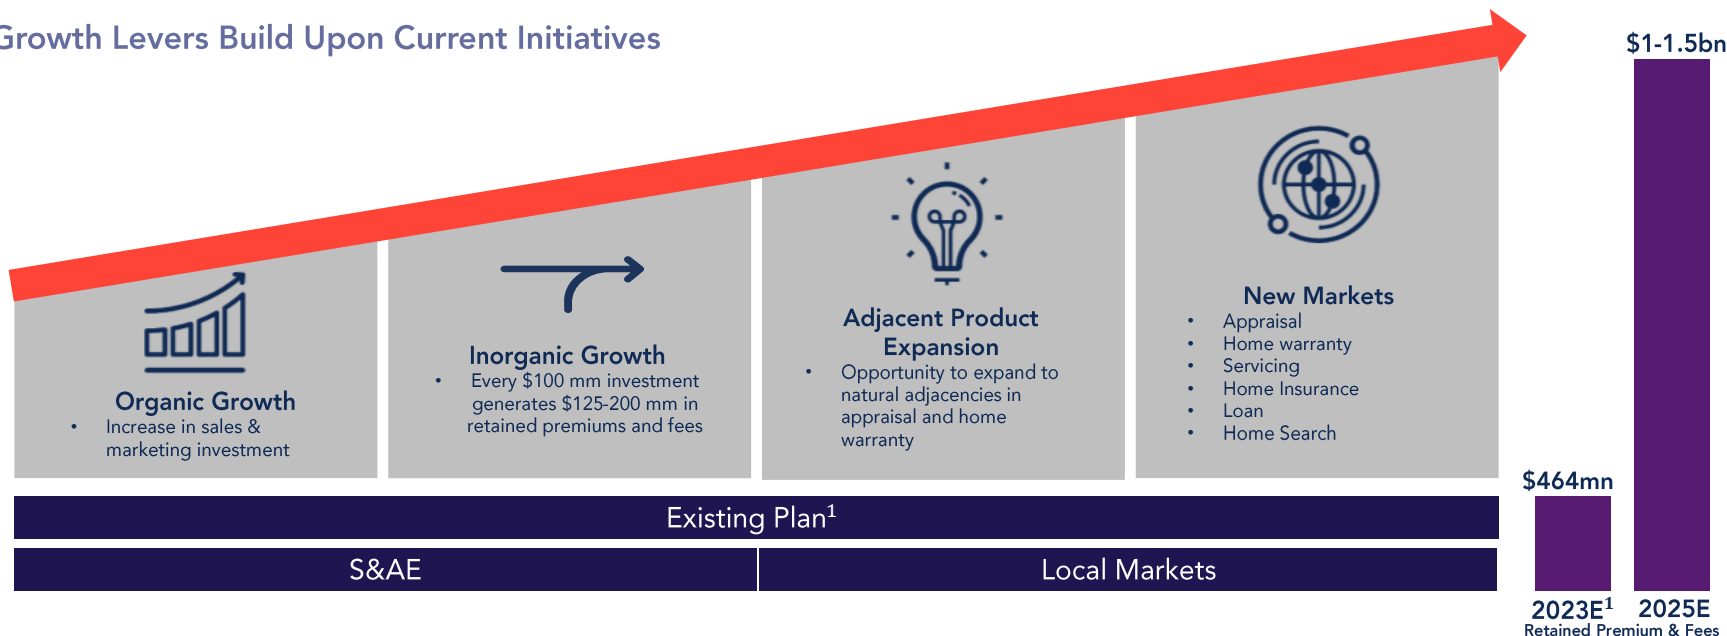 Growth Levers Build Upon Current Initiatives
Organic Growth
• Increase in sales &
marketing investment
Inorganic Growth
• Every $100 mm investment
generates $125-200 mm in
retained premiums and fees
Adjacent Product
Expansion
• Opportunity to expand to
natural adjacencies in
appraisal and home
warranty
New Markets
• Appraisal
• Home warranty
• Servicing
• Home Insurance
• Loan
• Home Search
Existing Plan¹
S&AE
Local Markets
$464mn
$1-1.5bn
2023E¹
2025E
Retained Premium & Fees